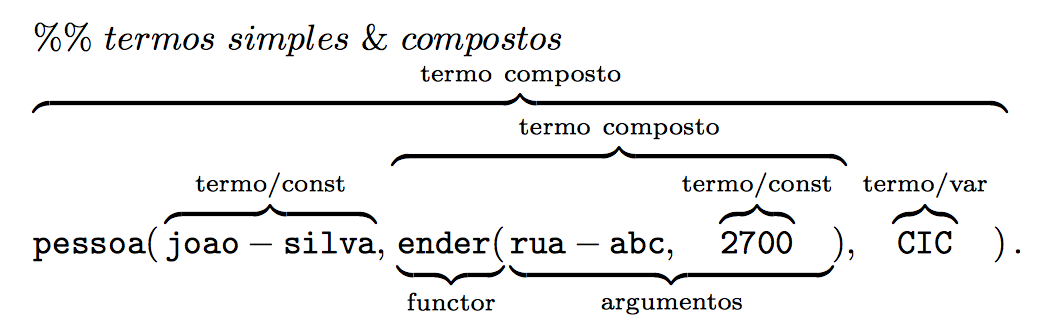 %% termos simples & compostos
termo composto
termo composto
termo/const termo/const termo/var
pessoa( joao − silva, ender( rua − abc, 2700 ), CIC ).
functor argumentos